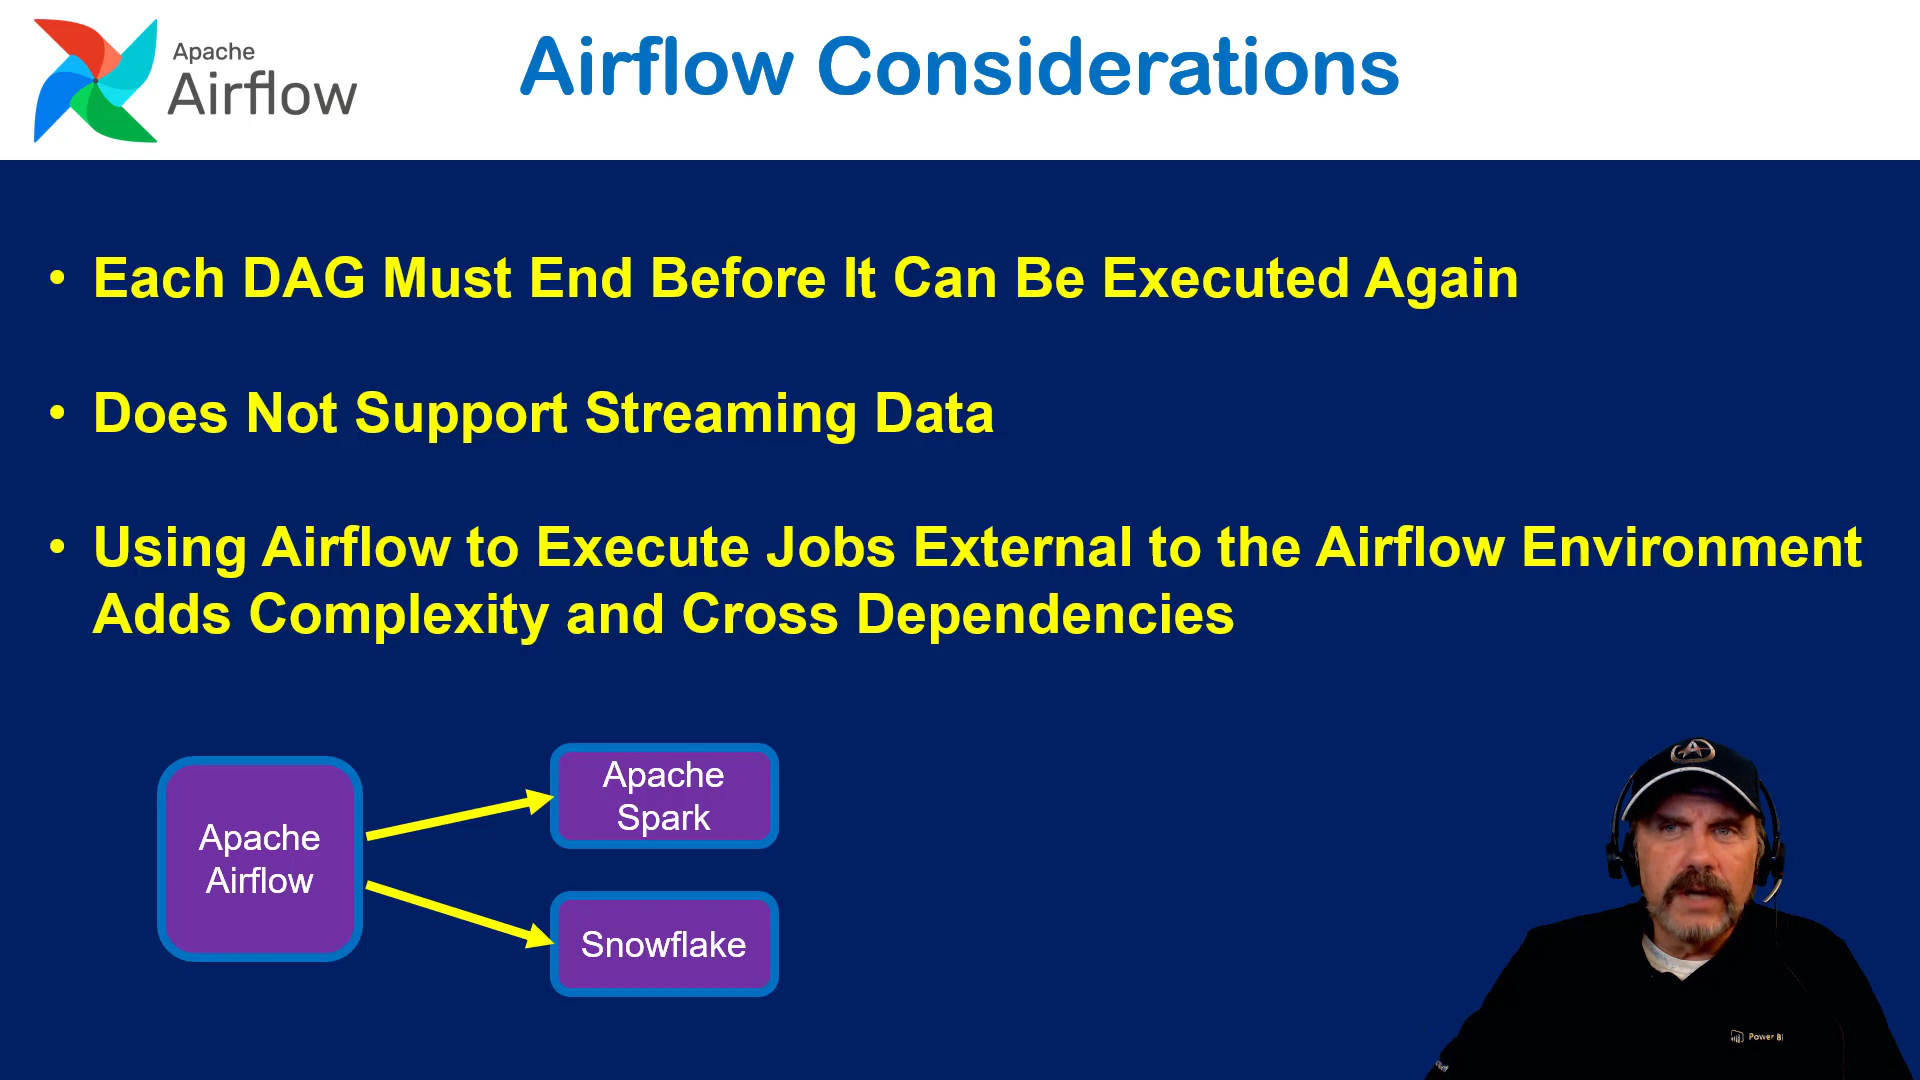 Apache
Airflow
Airflow Considerations
• Each DAG Must End Before It Can Be Executed Again
• Does Not Support Streaming Data
• Using Airflow to Execute Jobs External to the Airflow Environment
Adds Complexity and Cross Dependencies
Apache
Airflow
Apache
Spark
Snowflake
Power BI